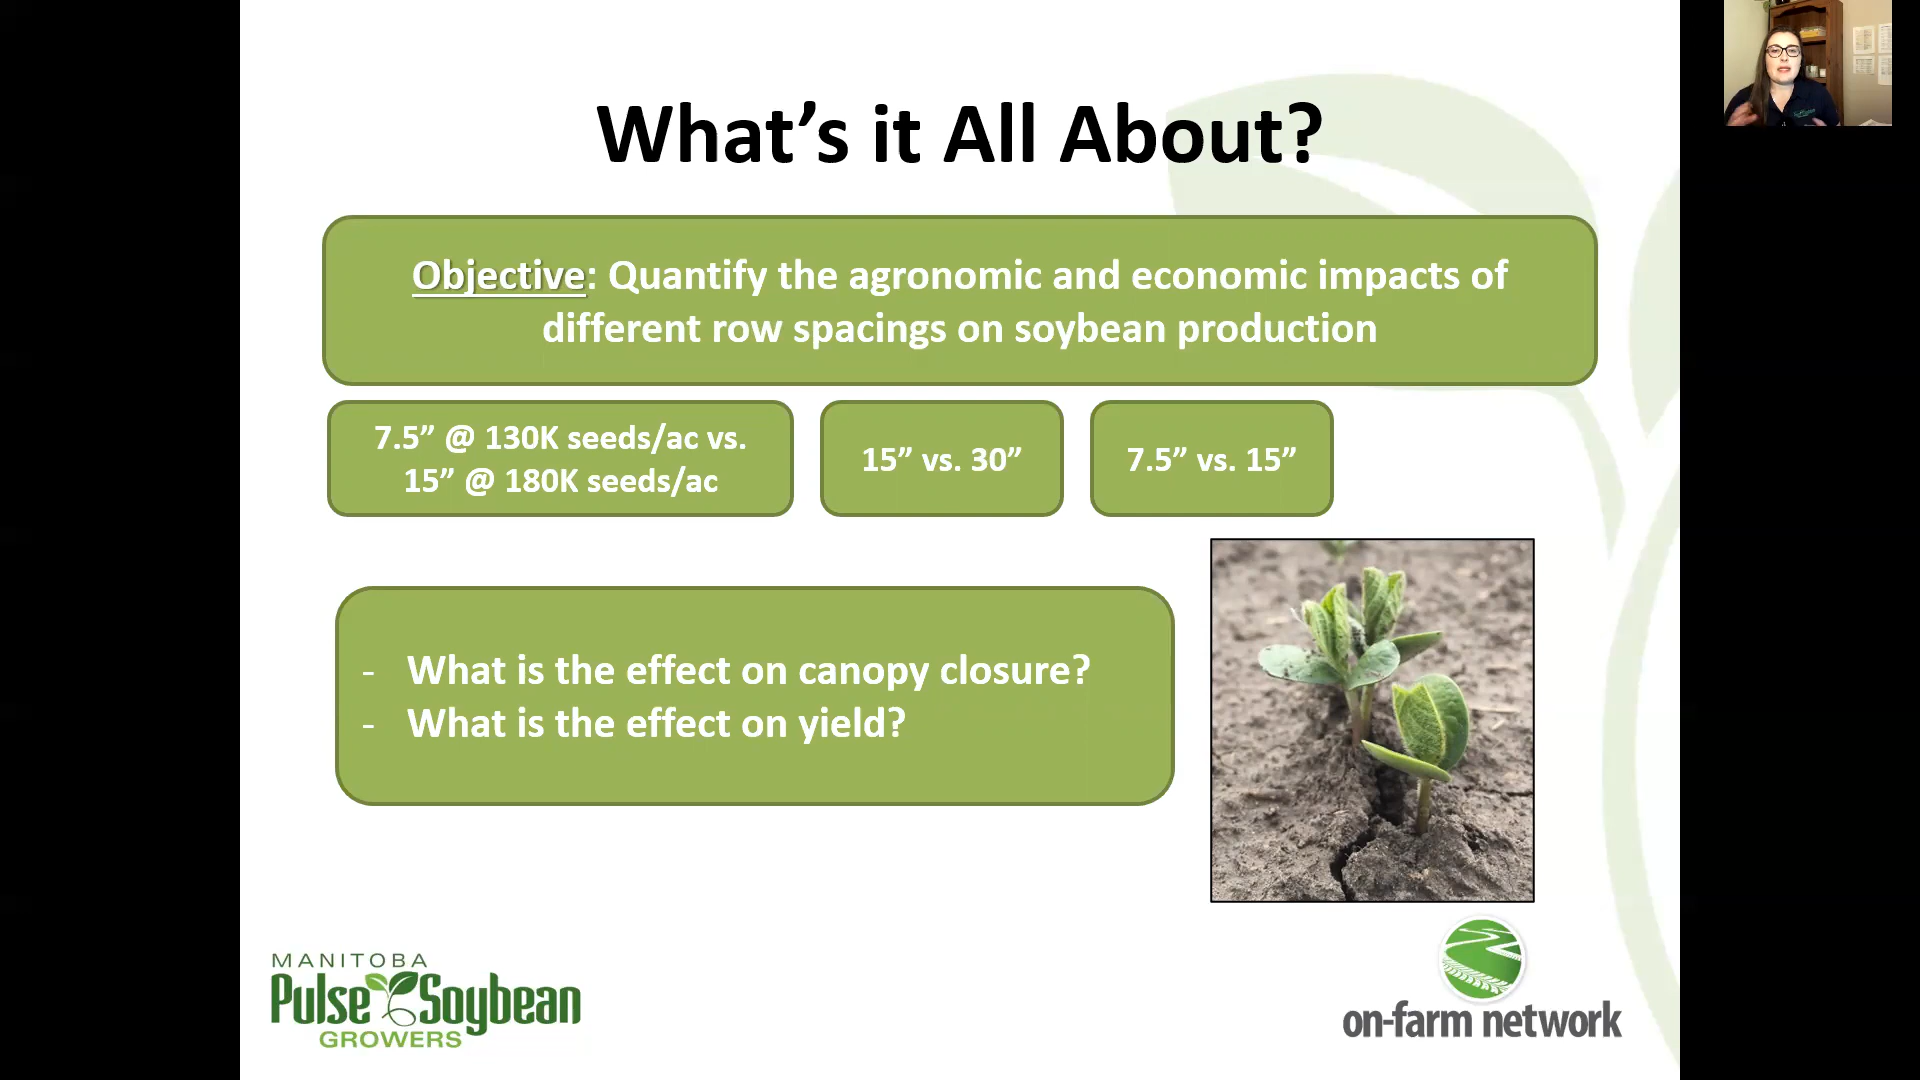 What’s it All About?
Objective: Quantify the agronomic and economic impacts of
different row spacings on soybean production
7.5” @ 130K seeds/ac vs.
15” @ 180K seeds/ac
15” vs. 30”
7.5” vs. 15”
- What is the effect on canopy closure?
- What is the effect on yield?
MANITOBA
Pulse Soybean
GROWERS
on-farm network